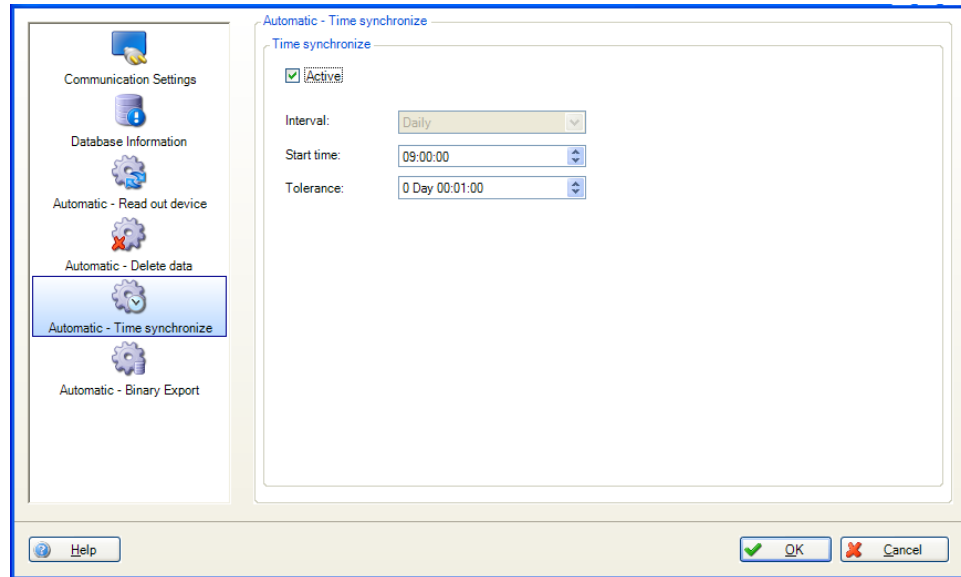 Communication Settings
Database Information
Automatic - Read out device
Automatic - Delete data
Automatic - Time synchronize
Automatic - Binary Export
Automatic - Time synchronize
Time synchronize
Active
Interval: Daily
Start time: 09:00:00
Tolerance: 0 Day 00:01:00
Help
OK
Cancel